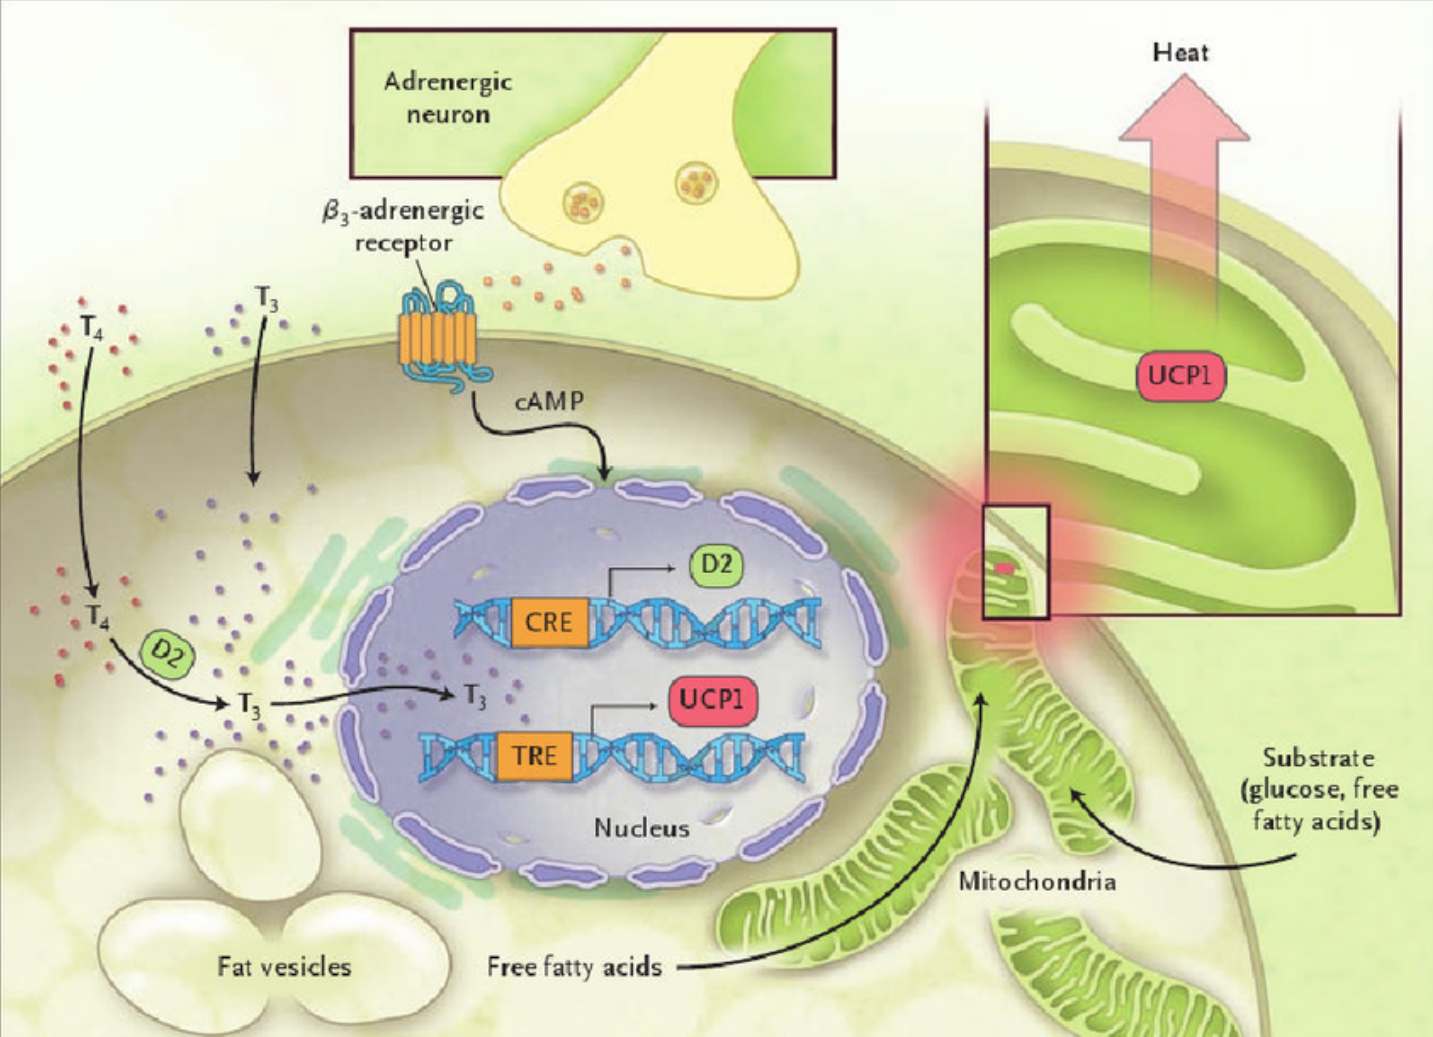 Adrenergic
neuron
Heat
β3-adrenergic
receptor
T3
T4
cAMP
UCP1
D2
CRE
T4
D2
T3
T3
UCP1
TRE
Nucleus
Substrate
(glucose, free
fatty acids)
Mitochondria
Fat vesicles
Free fatty acids